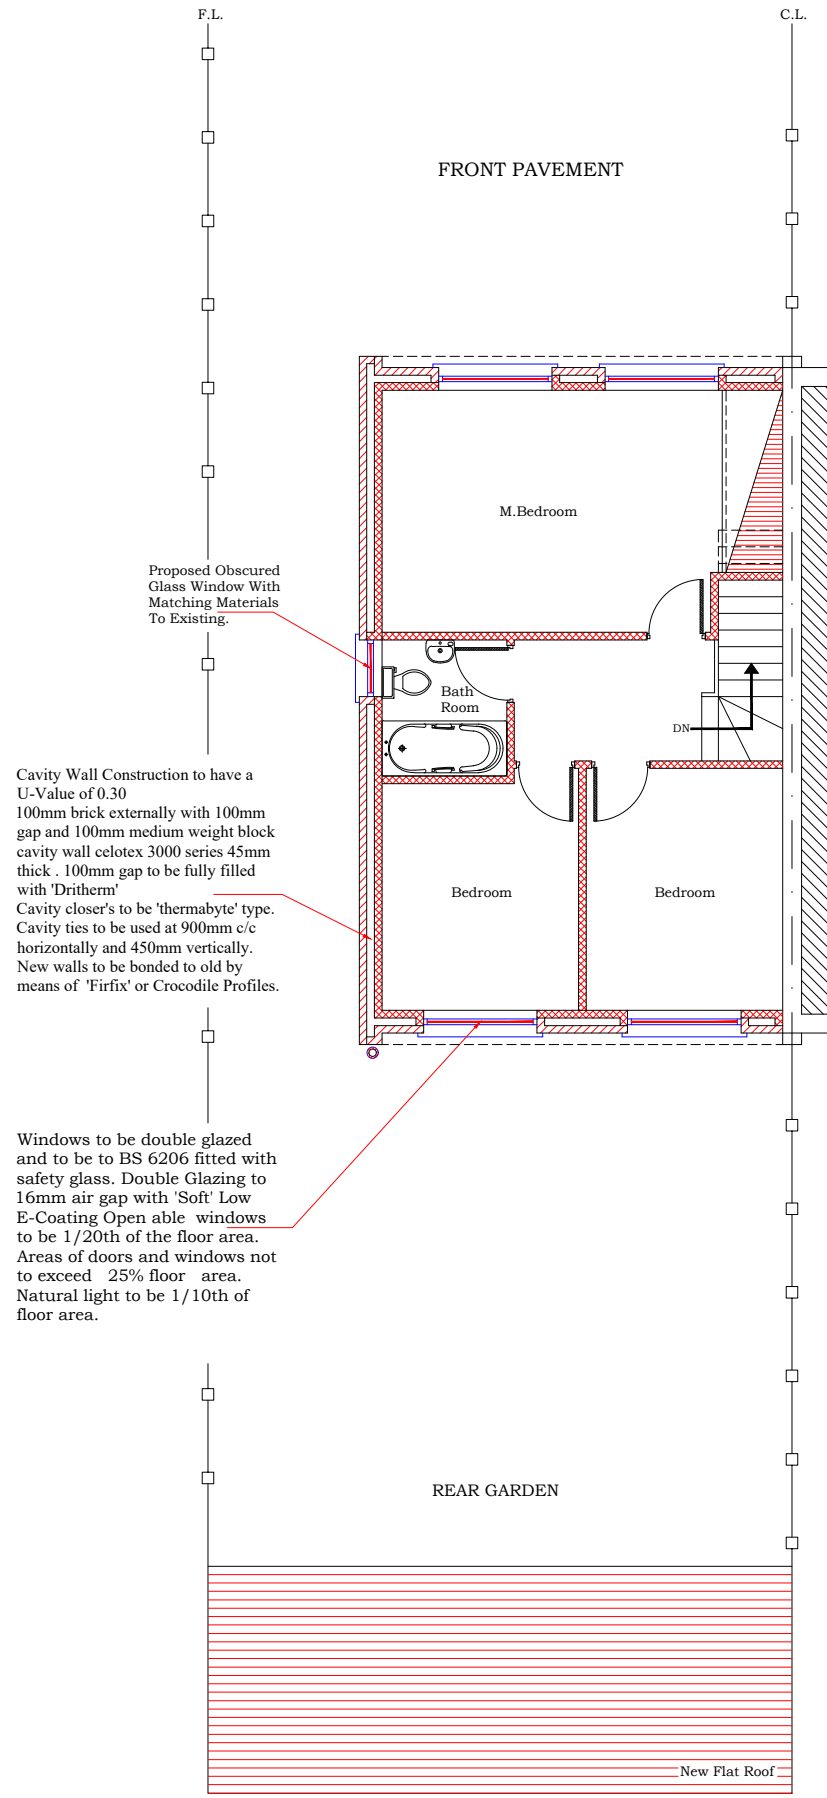 F.L.
C.L.
FRONT PAVEMENT
M.Bedroom
Proposed Obscured
Glass Window With
Matching Materials
To Existing.
Bath
Room
DN
Cavity Wall Construction to have a
U-Value of 0.30
100mm brick externally with 100mm
gap and 100mm medium weight block
cavity wall celotex 3000 series 45mm
thick . 100mm gap to be fully filled
with 'Dritherm'
Cavity closer's to be 'thermabyte' type.
Cavity ties to be used at 900mm c/c
horizontally and 450mm vertically.
New walls to be bonded to old by
means of 'Firfix' or Crocodile Profiles.
Bedroom
Bedroom
Windows to be double glazed
and to be to BS 6206 fitted with
safety glass. Double Glazing to
16mm air gap with 'Soft' Low
E-Coating Open able windows
to be 1/20th of the floor area.
Areas of doors and windows not
to exceed 25% floor area.
Natural light to be 1/10th of
floor area.
REAR GARDEN
New Flat Roof